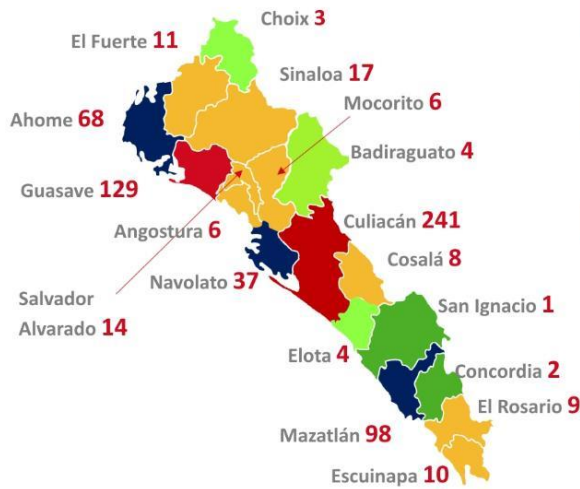 Choix 3
El Fuerte 11
Sinaloa 17
Mocorito 6
Ahome 68
Badiraguato 4
Guasave 129
Culiacán 241
Angostura 6
Cosalá 8
Navolato 37
Salvador
Alvarado 14
San Ignacio 1
Elota 4
Concordia 2
El Rosario 9
Mazatlán 98
Escuinapa 10